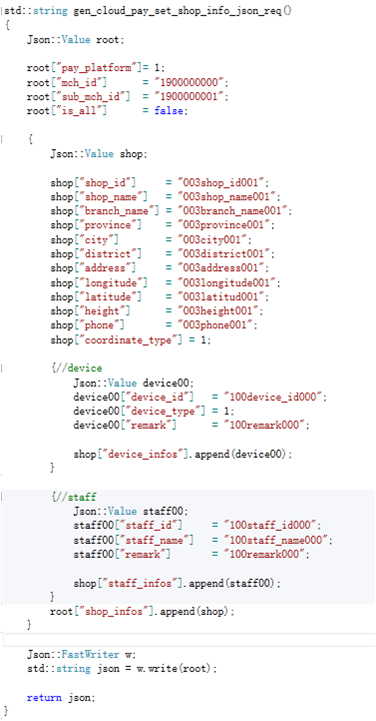 std::string gen_cloud_pay_set_shop_info_json_req()
{
    Json::Value root;

    root["pay_platform"]= 1;
    root["mch_id"]      = "1900000000";
    root["sub_mch_id"]  = "1900000001";
    root["is_all"]      = false;

    {
        Json::Value shop;

        shop["shop_id"]     = "003shop_id001";
        shop["shop_name"]   = "003shop_name001";
        shop["branch_name"] = "003branch_name001";
        shop["province"]    = "003province001";
        shop["city"]        = "003city001";
        shop["district"]    = "003district001";
        shop["address"]     = "003address001";
        shop["longitude"]   = "003longitude001";
        shop["latitude"]    = "003latitud001";
        shop["height"]      = "003height001";
        shop["phone"]       = "003phone001";
        shop["coordinate_type"] = 1;

        {//device
            Json::Value device00;
            device00["device_id"]   = "100device_id000";
            device00["device_type"] = 1;
            device00["remark"]      = "100remark000";

            shop["device_infos"].append(device00);
        }

        {//staff
            Json::Value staff00;
            staff00["staff_id"]     = "100staff_id000";
            staff00["staff_name"]   = "100staff_name000";
            staff00["remark"]       = "100remark000";

            shop["staff_infos"].append(staff00);
        }
        root["shop_infos"].append(shop);
    }

    Json::FastWriter w;
    std::string json = w.write(root);

    return json;
}